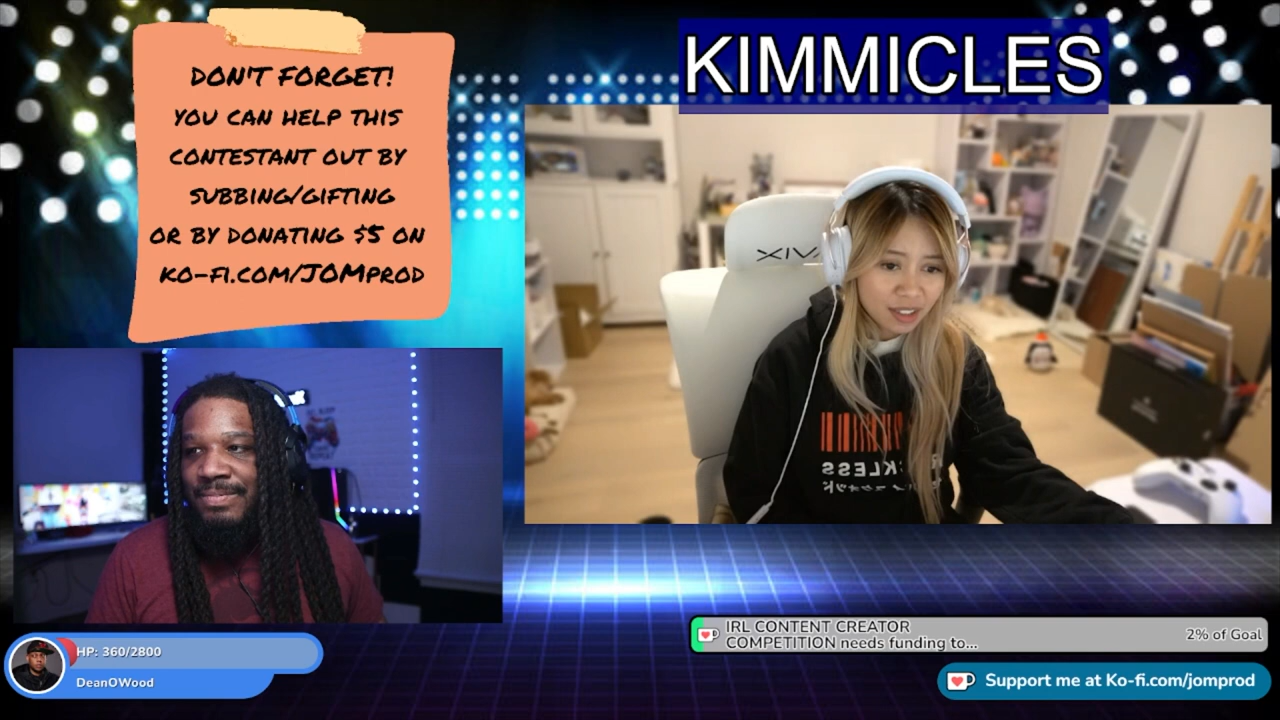 DON'T FORGET!
YOU CAN HELP THIS
CONTESTANT OUT BY
SUBBING/GIFTING
OR BY DONATING $5 ON
KO-FI.COM/JOMPROD
KIMMICLES
HP: 360/2800
DeanOWood
IRL CONTENT CREATOR
COMPETITION needs funding to...
2% of Goal
Support me at Ko-fi.com/jomprod